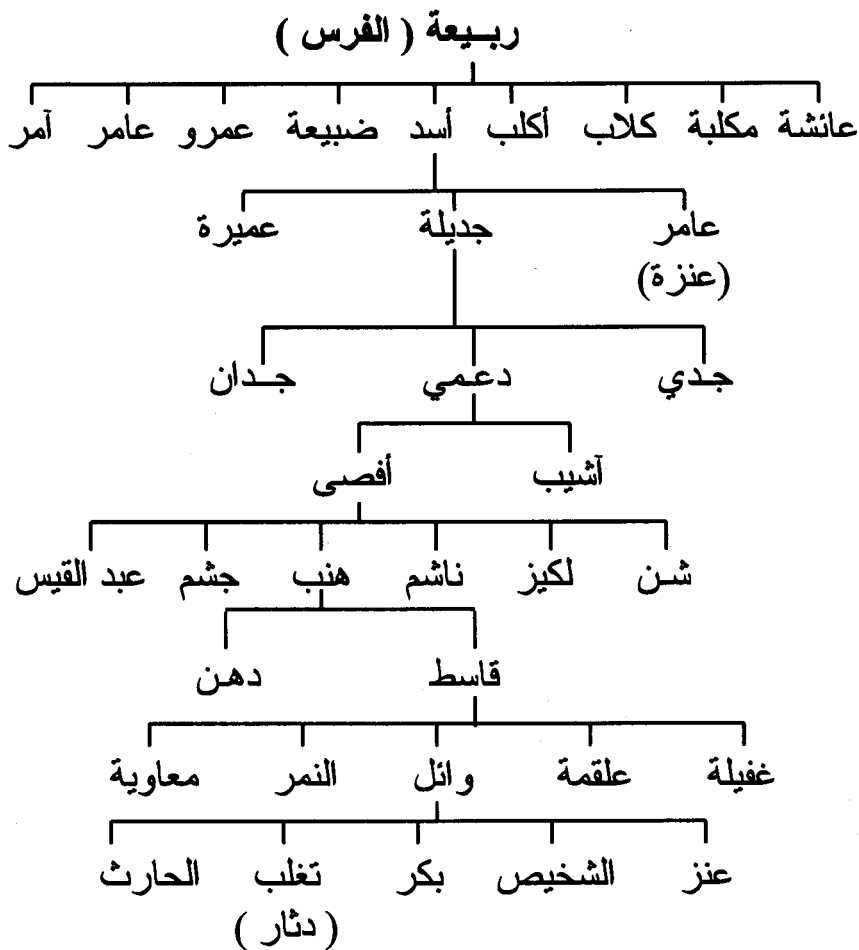 ربيعة ( الفرس )
عائشة مكلبة كلاب أكلب أسد ضبيعة عمرو عامر آمر
عامر جديلة عميرة
(عنزة)
جدي دعمي جدان
آشيب أفصى
شن لكيز ناشم هنب جشم عبد القيس
قاسط دهن
غفيلة علقمة وائل النمر معاوية
عنز الشخيص بكر تغلب الحارث
( دثار )